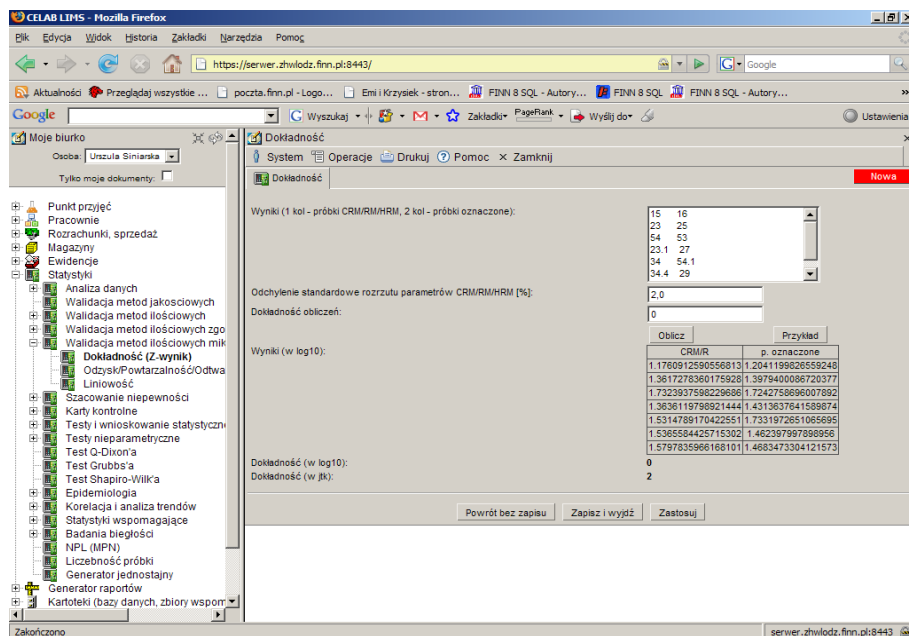 CELAB LIMS - Mozilla Firefox
Plik Edycja Widok Historia Zakładki Narzędzia Pomoc
https://serwer.zhwlodz.finn.pl:8443/
Google
Aktualności Przeglądaj wszystkie ... poczta.finn.pl - Logo... Emi i Krzysiek - stron... FINN 8 SQL - Autory... FINN 8 SQL FINN 8 SQL - Autory... »
Google Wyszukaj Zakładki PageRank Wyślij do Ustawienia
Moje biurko
Osoba: Urszula Siniarska
Tylko moje dokumenty:
Punkt przyjęć
Pracownie
Rozrachunki, sprzedaż
Magazyny
Ewidencje
Statystyki
Analiza danych
Walidacja metod jakosciowych
Walidacja metod ilościowych
Walidacja metod ilościowych zgo
Walidacja metod ilościowych mik
Dokładność (Z-wynik)
Odzysk/Powtarzalność/Odtwa
Liniowość
Szacowanie niepewności
Karty kontrolne
Testy i wnioskowanie statystyczn
Testy nieparametryczne
Test Q-Dixon'a
Test Grubbs'a
Test Shapiro-Wilk'a
Epidemiologia
Korelacja i analiza trendów
Statystyki wspomagające
Badania biegłości
NPL (MPN)
Liczebność próbki
Generator jednostajny
Generator raportów
Kartoteki (bazy danych, zbiory wspom
Dokładność
System Operacje Drukuj Pomoc Zamknij
Dokładność
Nowa
Wyniki (1 kol - próbki CRM/RM/HRM, 2 kol - próbki oznaczone):
15 16
23 25
54 53
23.1 27
34 54.1
34.4 29
Odchylenie standardowe rozrzutu parametrów CRM/RM/HRM [%]: 2,0
Dokładność obliczeń: 0
Oblicz Przykład
Wyniki (w log10):
CRM/R p. oznaczone
1.1760912590556813 1.2041199826559248
1.3617278360175928 1.3979400086720377
1.7323937598229686 1.7242758696007892
1.3636119798921444 1.4313637641589874
1.5314789170422551 1.7331972651065695
1.5365584425715302 1.462397997898956
1.5797835966168101 1.4683473304121573
Dokładność (w log10): 0
Dokładność (w jtk): 2
Powrót bez zapisu Zapisz i wyjdź Zastosuj
Zakończono
serwer.zhwlodz.finn.pl:8443